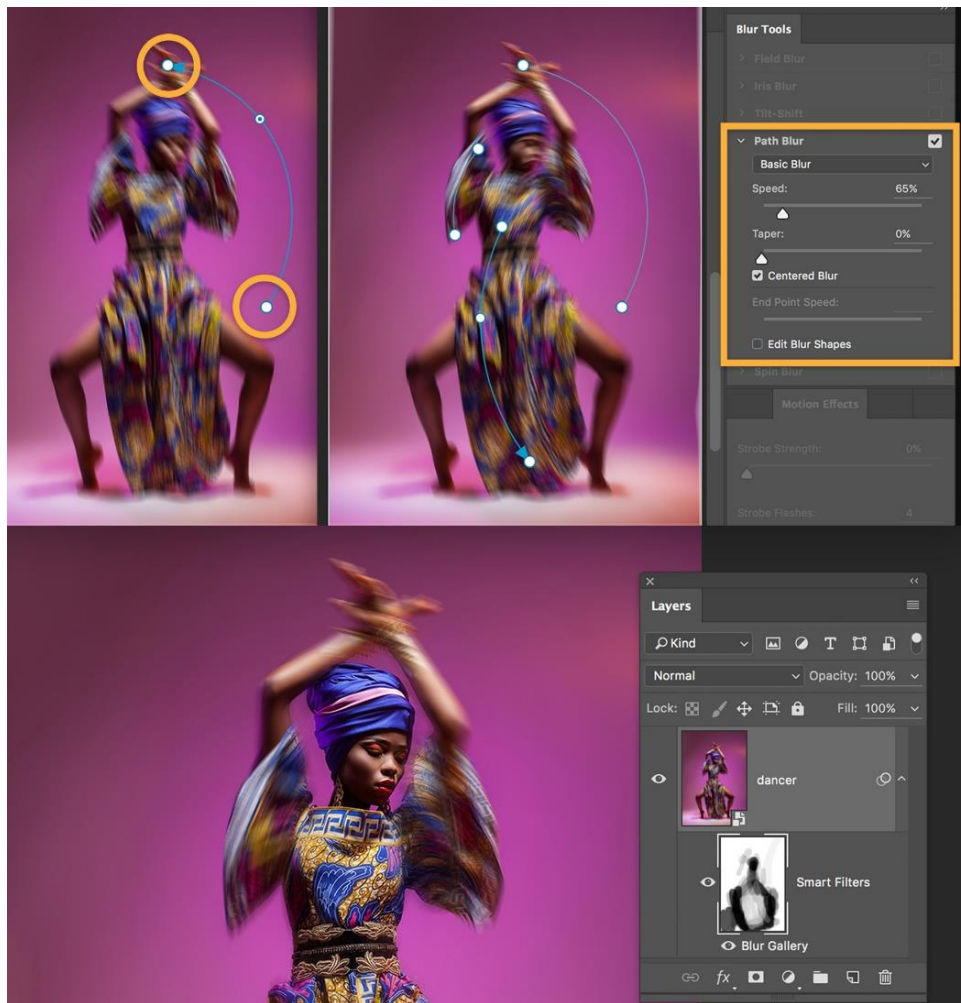 Blur Tools
Field Blur
Iris Blur
Tilt-Shift
Path Blur
Basic Blur
Speed: 65%
Taper: 0%
Centered Blur
End Point Speed:
Edit Blur Shapes
Spin Blur
Motion Effects
Strobe Strength: 0%
Strobe Flashes: 4
Layers
Kind
Normal Opacity: 100%
Lock: Fill: 100%
dancer
Smart Filters
Blur Gallery
fx